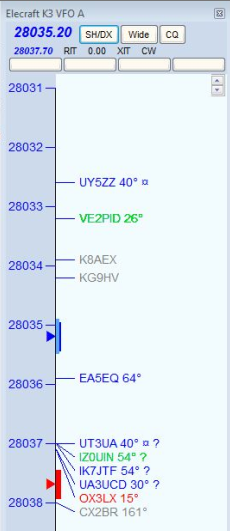 Elecraft K3 VFO A
28035.20 SH/DX Wide CQ
28037.70 RIT 0.00 XIT CW
28031
28032
UY5ZZ 40° ¤
28033
VE2PID 26°
K8AEX
28034
KG9HV
28035
EA5EQ 64°
28036
28037 UT3UA 40° ¤ ?
IZ0UIN 54° ?
IK7JTF 54° ?
UA3UCD 30° ?
OX3LX 15°
28038 CX2BR 161°